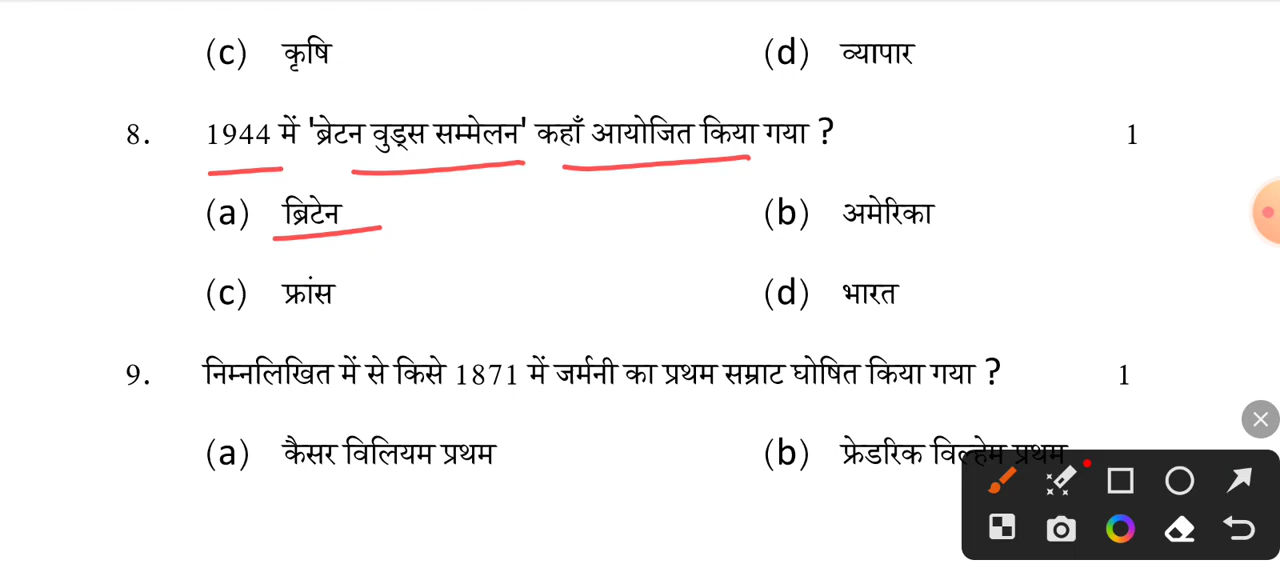 (c) कृषि (d) व्यापार
8. 1944 में 'ब्रेटन वुड्स सम्मेलन' कहाँ आयोजित किया गया ? 1
(a) ब्रिटेन (b) अमेरिका
(c) फ्रांस (d) भारत
9. निम्नलिखित में से किसे 1871 में जर्मनी का प्रथम सम्राट घोषित किया गया ? 1
(a) कैसर विलियम प्रथम (b) फ्रेडरिक विल्हेम प्रथम